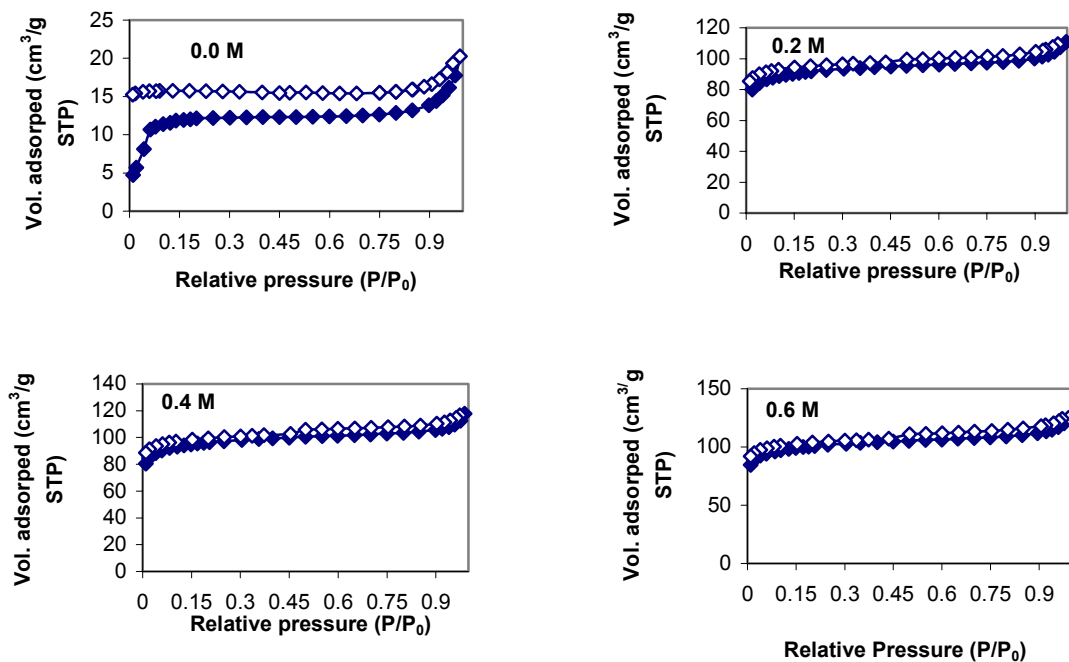 25
20
15
10
5
0
0.0 M
Vol. adsorped (cm³/g
STP)
0 0.15 0.3 0.45 0.6 0.75 0.9
Relative pressure (P/P₀)
120
100
80
60
40
20
0
0.2 M
Vol. adsorped (cm³/g
STP)
0 0.15 0.3 0.45 0.6 0.75 0.9
Relative pressure (P/P₀)
140
120
100
80
60
40
20
0
0.4 M
Vol. adsorped (cm³/g
STP)
0 0.15 0.3 0.45 0.6 0.75 0.9
Relative pressure (P/P₀)
150
100
50
0
0.6 M
Vol. adsorped (cm³/g
STP)
0 0.15 0.3 0.45 0.6 0.75 0.9
Relative Pressure (P/P₀)